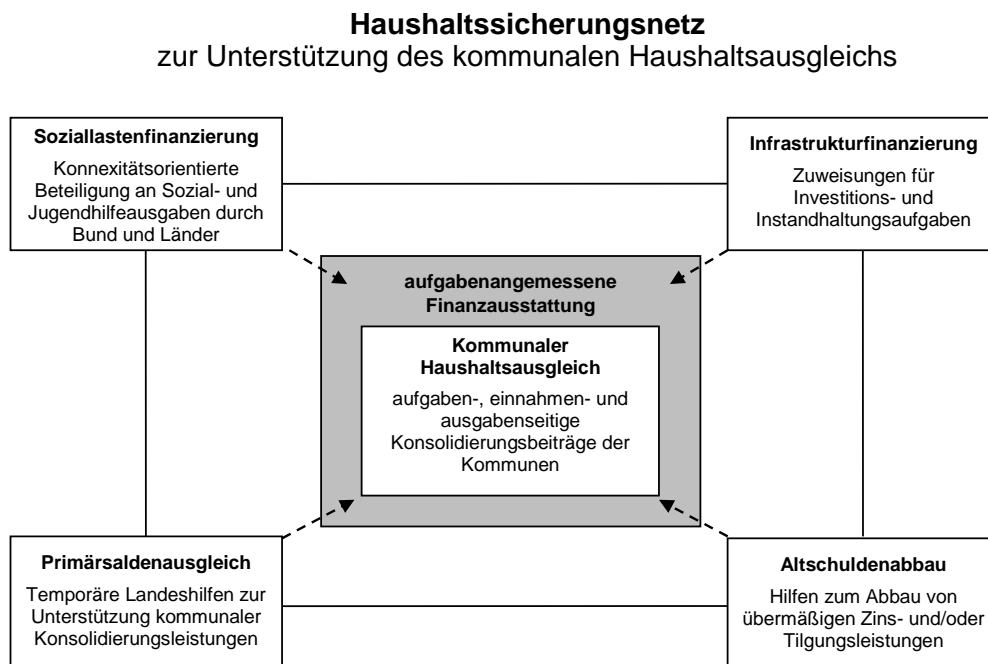 Haushaltssicherungsnetz
zur Unterstützung des kommunalen Haushaltsausgleichs
Soziallastenfinanzierung
Konnexitätsorientierte
Beteiligung an Sozial- und
Jugendhilfeausgaben durch
Bund und Länder
Infrastrukturfinanzierung
Zuweisungen für
Investitions- und
Instandhaltungsaufgaben
aufgabenangemessene
Finanzausstattung
Kommunaler
Haushaltsausgleich
aufgaben-, einnahmen- und
ausgabenseitige
Konsolidierungsbeiträge der
Kommunen
Primärsaldenausgleich
Temporäre Landeshilfen zur
Unterstützung kommunaler
Konsolidierungsleistungen
Altschuldenabbau
Hilfen zum Abbau von
übermäßigen Zins- und/oder
Tilgungsleistungen